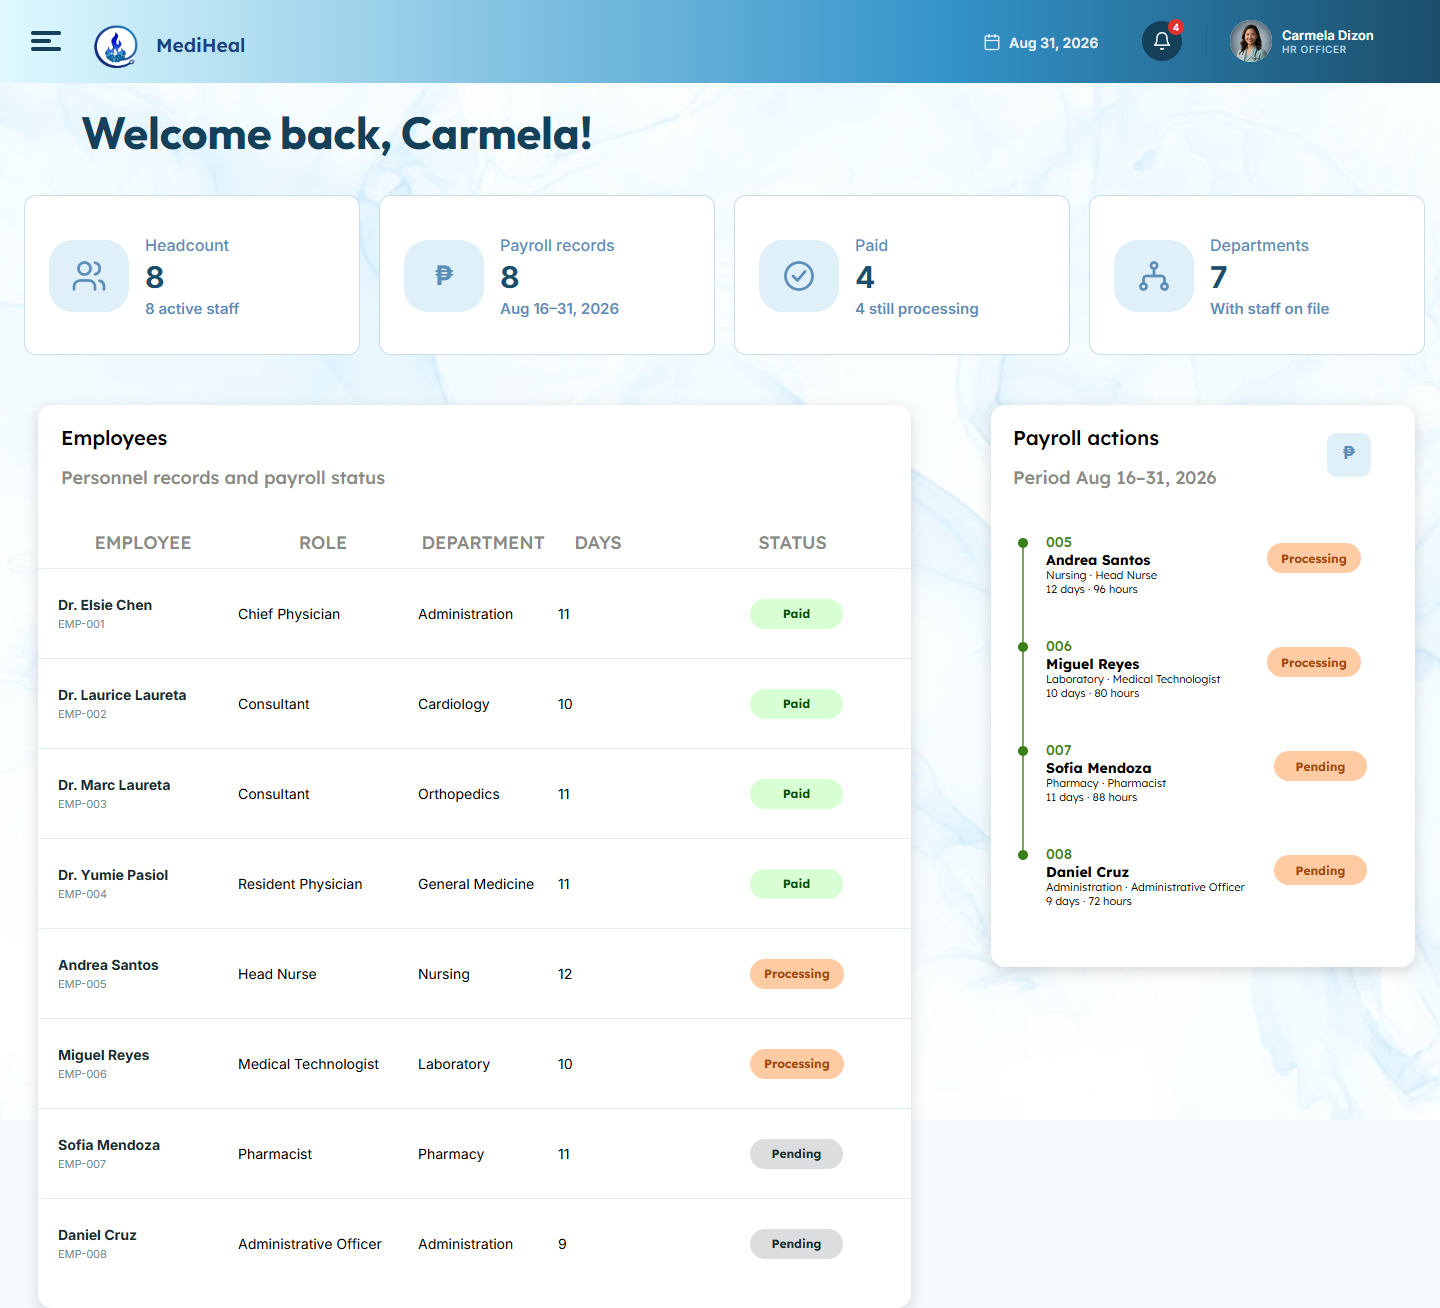 MediHeal
Aug 31, 2026
4
Carmela Dizon
HR OFFICER
Welcome back, Carmela!
Headcount
8
8 active staff
₱
Payroll records
8
Aug 16–31, 2026
Paid
4
4 still processing
Departments
7
With staff on file
Employees
Personnel records and payroll status
EMPLOYEE ROLE DEPARTMENT DAYS STATUS
Dr. Elsie Chen
EMP-001
Chief Physician Administration 11 Paid
Dr. Laurice Laureta
EMP-002
Consultant Cardiology 10 Paid
Dr. Marc Laureta
EMP-003
Consultant Orthopedics 11 Paid
Dr. Yumie Pasiol
EMP-004
Resident Physician General Medicine 11 Paid
Andrea Santos
EMP-005
Head Nurse Nursing 12 Processing
Miguel Reyes
EMP-006
Medical Technologist Laboratory 10 Processing
Sofia Mendoza
EMP-007
Pharmacist Pharmacy 11 Pending
Daniel Cruz
EMP-008
Administrative Officer Administration 9 Pending
Payroll actions
Period Aug 16–31, 2026
₱
005
Andrea Santos
Nursing · Head Nurse
12 days · 96 hours
Processing
006
Miguel Reyes
Laboratory · Medical Technologist
10 days · 80 hours
Processing
007
Sofia Mendoza
Pharmacy · Pharmacist
11 days · 88 hours
Pending
008
Daniel Cruz
Administration · Administrative Officer
9 days · 72 hours
Pending